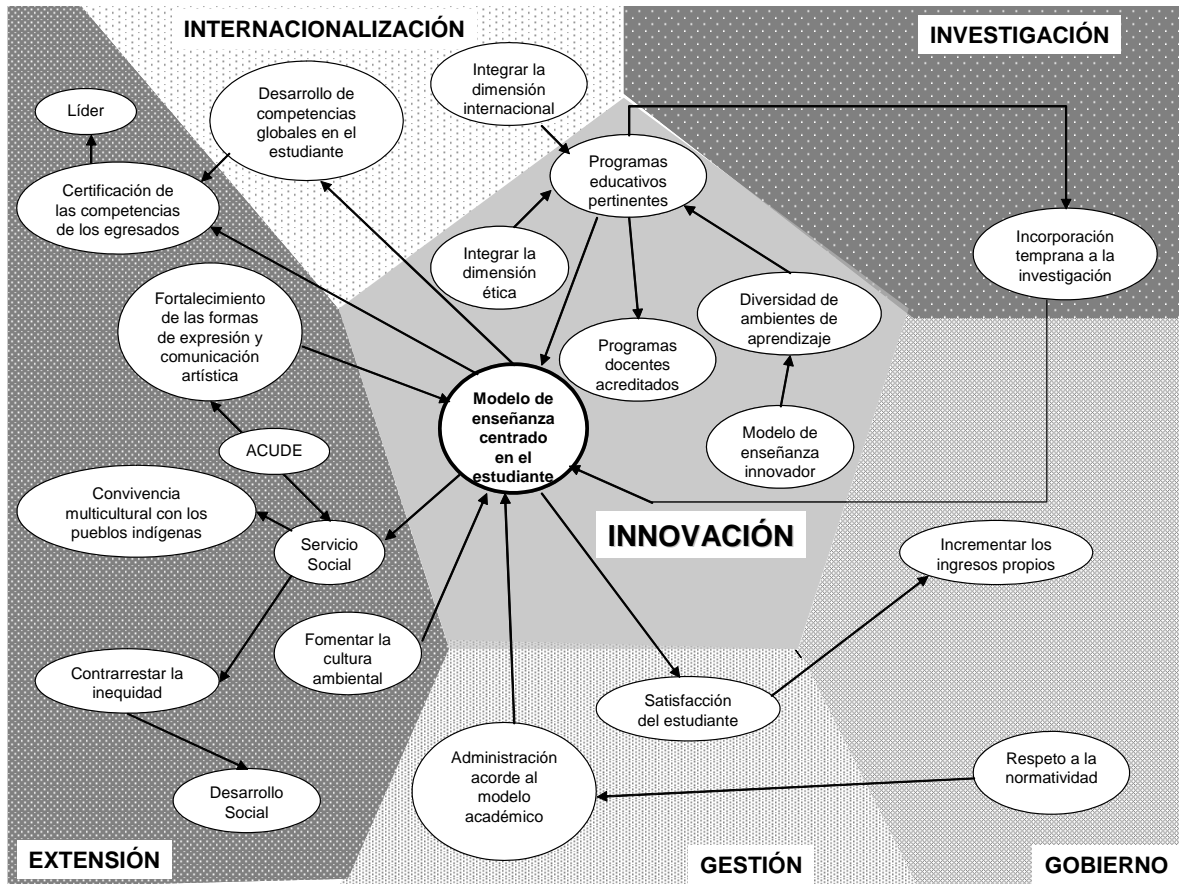 INTERNACIONALIZACIÓN
INVESTIGACIÓN
Integrar la
dimensión
internacional
Desarrollo de
competencias
globales en el
estudiante
Líder
Programas
educativos
pertinentes
Certificación de
las competencias
de los egresados
Incorporación
temprana a la
investigación
Integrar la
dimensión
ética
Fortalecimiento
de las formas
de expresión y
comunicación
artística
Diversidad de
ambientes de
aprendizaje
Programas
docentes
acreditados
Modelo de
enseñanza
centrado
en el
estudiante
Modelo de
enseñanza
innovador
ACUDE
Convivencia
multicultural con los
pueblos indígenas
Servicio
Social
INNOVACIÓN
Incrementar los
ingresos propios
Fomentar la
cultura
ambiental
Contrarrestar la
inequidad
Satisfacción
del estudiante
Administración
acorde al
modelo
académico
Respeto a la
normatividad
Desarrollo
Social
EXTENSIÓN
GESTIÓN
GOBIERNO